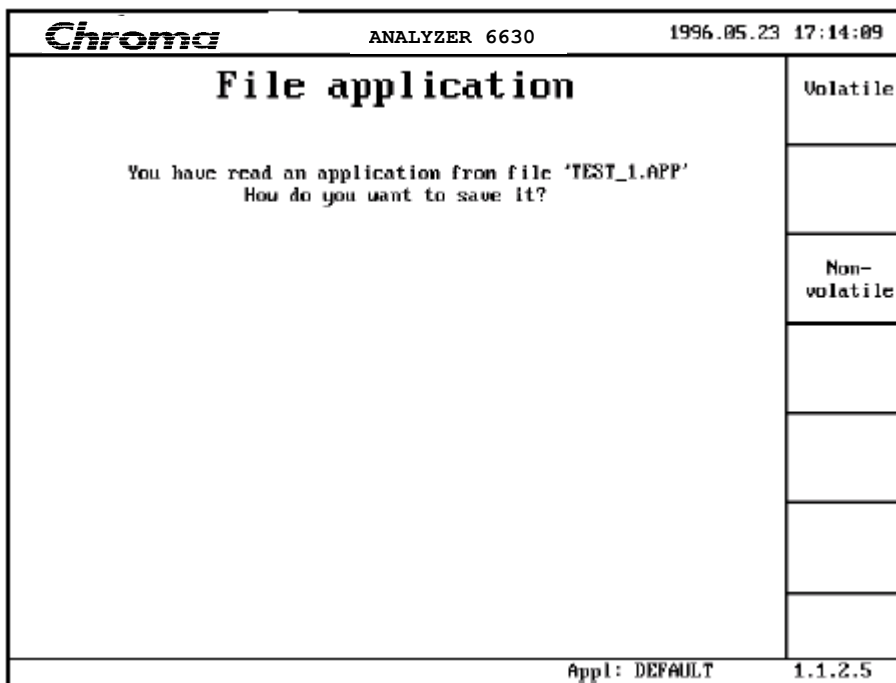 Chroma ANALYZER 6630 1996.05.23 17:14:09
File application
You have read an application from file 'TEST_1.APP'
How do you want to save it?
Volatile
Non-
volatile
Appl: DEFAULT 1.1.2.5